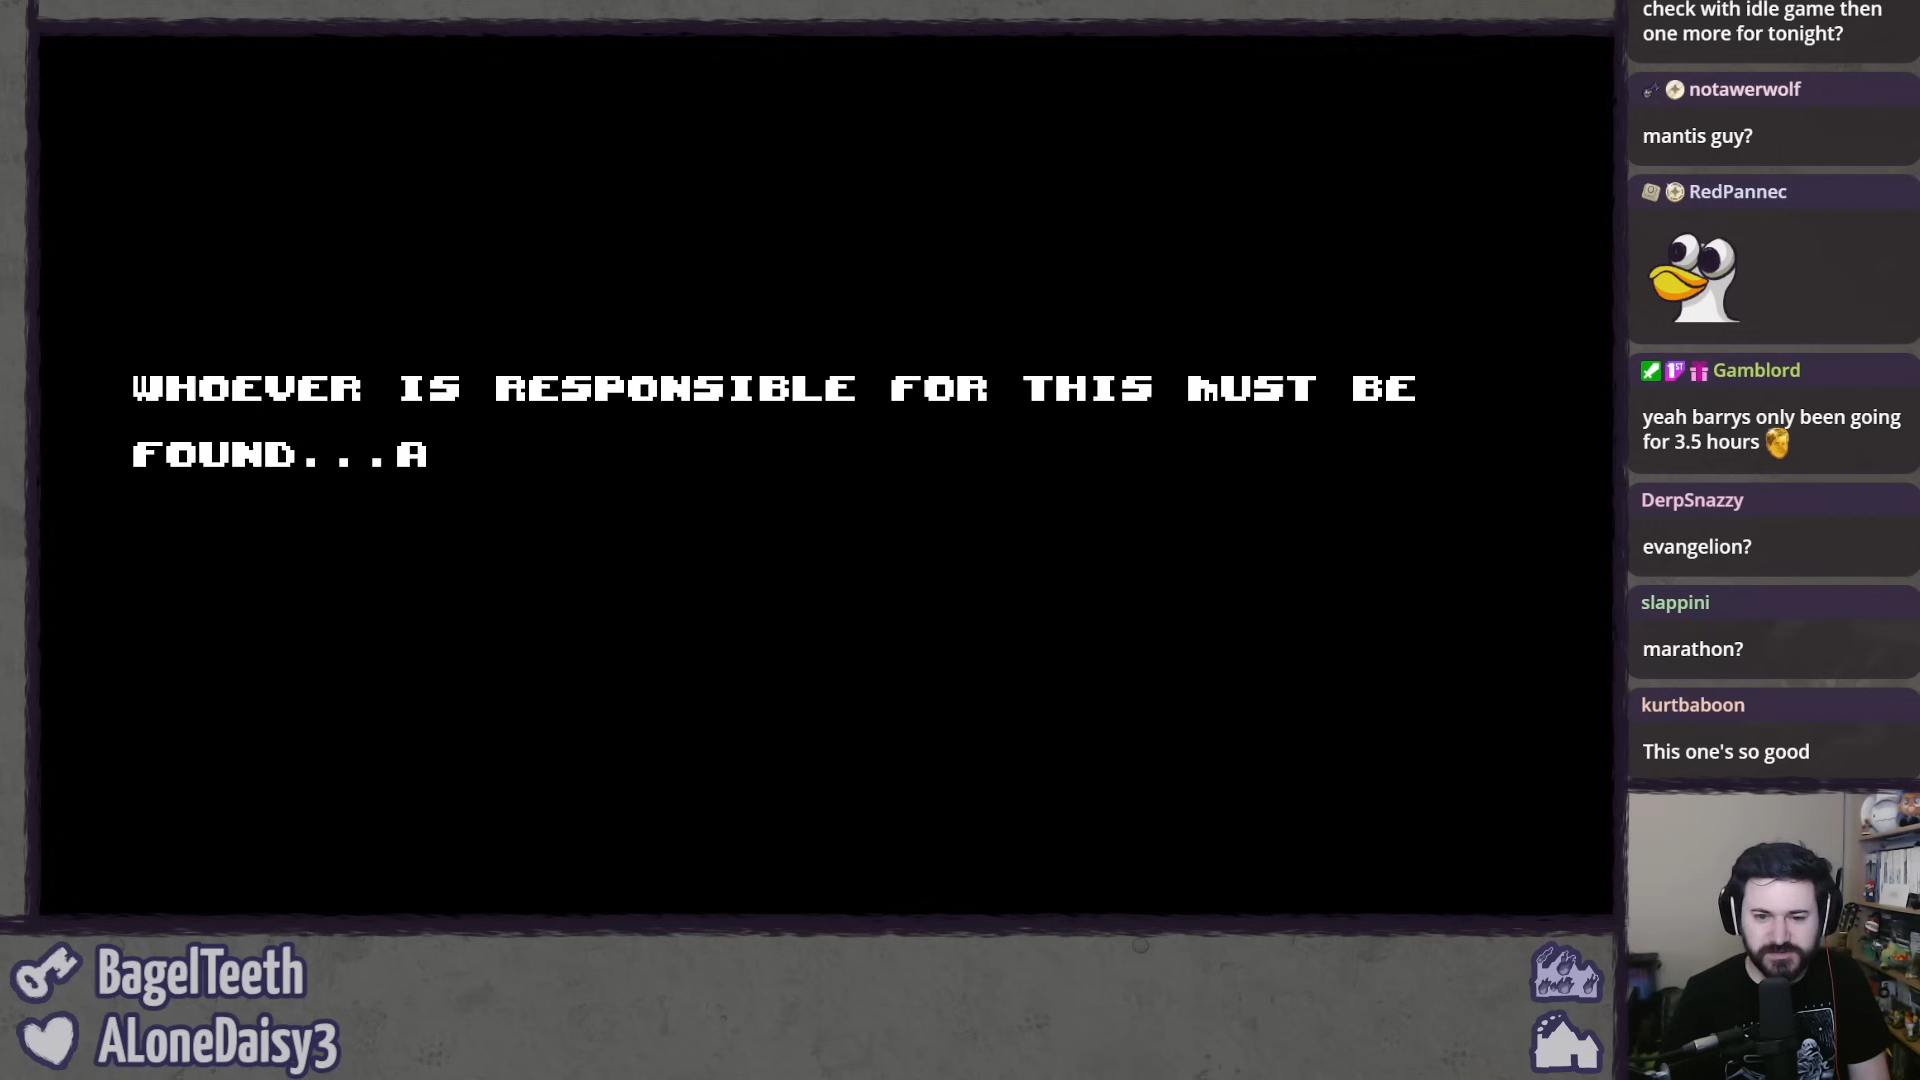 WHOEVER IS RESPONSIBLE FOR THIS MUST BE
FOUND...A
check with idle game then
one more for tonight?
notawerwolf
mantis guy?
RedPannec
1ST Gamblord
yeah barrys only been going
for 3.5 hours
DerpSnazzy
evangelion?
slappini
marathon?
kurtbaboon
This one's so good
BagelTeeth
ALoneDaisy3